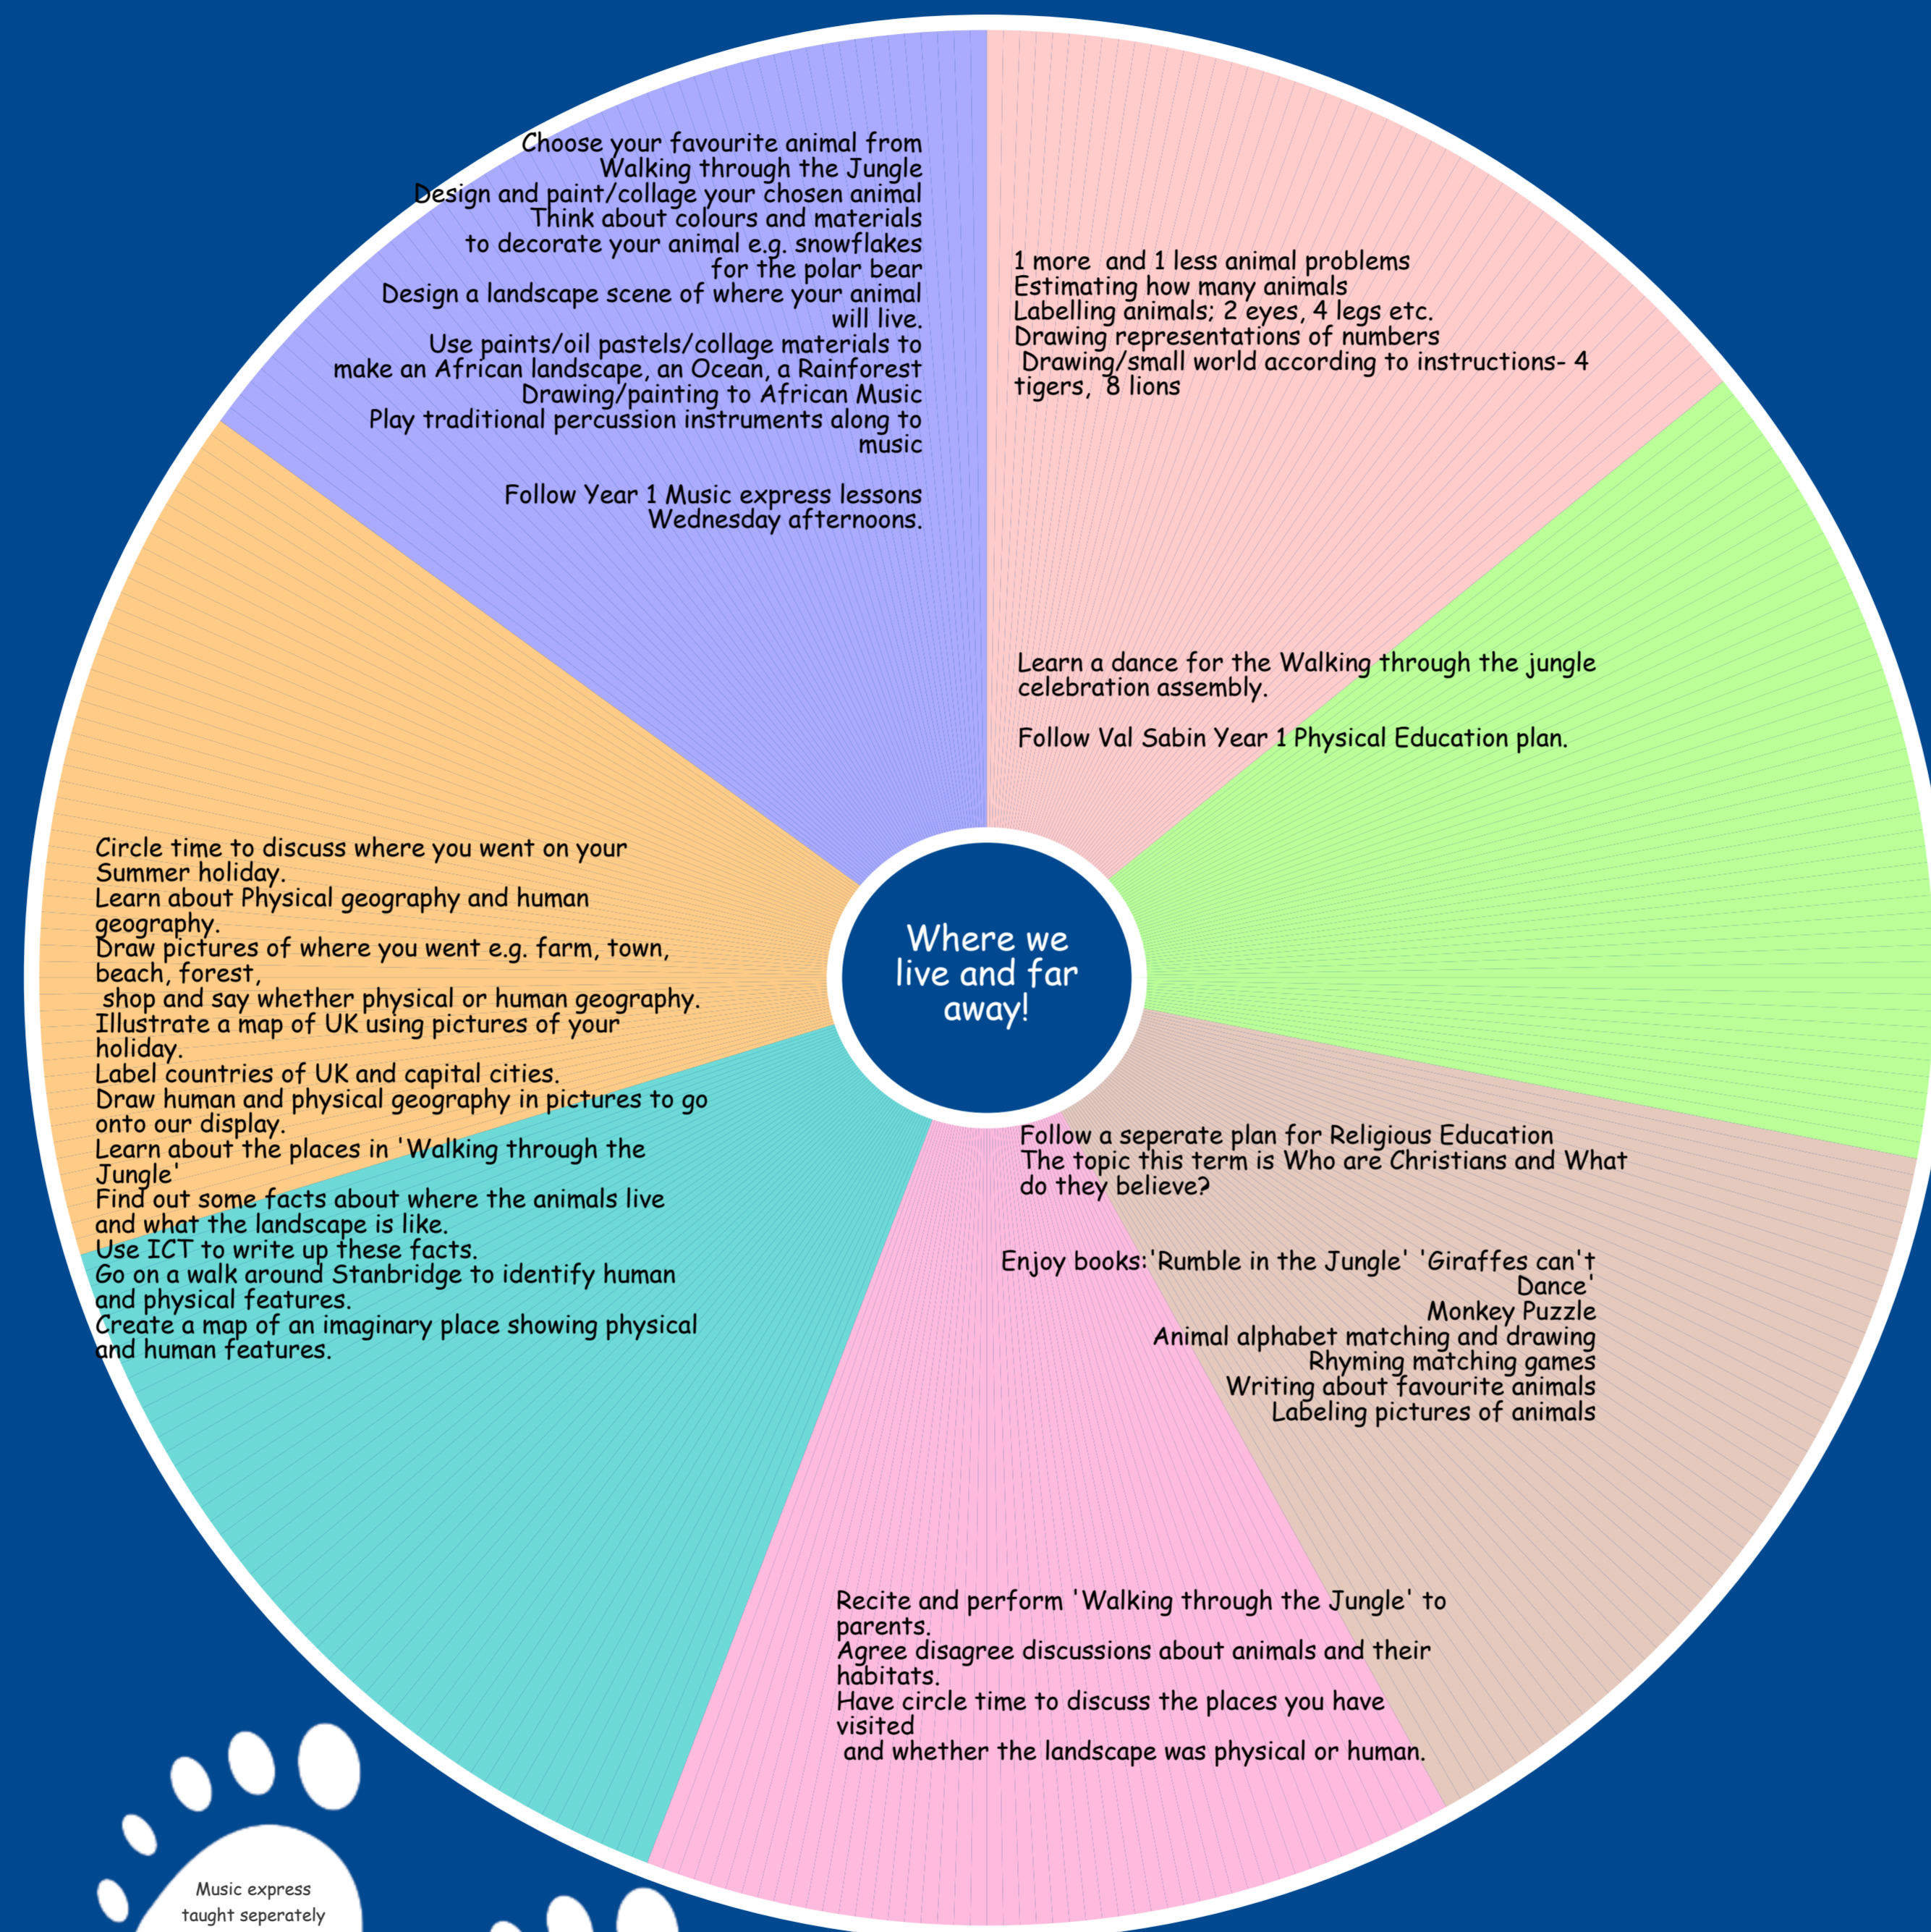 Choose your favourite animal from
Walking through the Jungle
Design and paint/collage your chosen animal
Think about colours and materials
to decorate your animal e.g. snowflakes
for the polar bear
Design a landscape scene of where your animal
will live.
Use paints/oil pastels/collage materials to
make an African landscape, an Ocean, a Rainforest
Drawing/painting to African Music
Play traditional percussion instruments along to
music
Follow Year 1 Music express lessons
Wednesday afternoons.
1 more and 1 less animal problems
Estimating how many animals
Labelling animals; 2 eyes, 4 legs etc.
Drawing representations of numbers
Drawing/small world according to instructions- 4
tigers, 8 lions
Learn a dance for the Walking through the jungle
celebration assembly.
Follow Val Sabin Year 1 Physical Education plan.
Circle time to discuss where you went on your
Summer holiday.
Learn about Physical geography and human
geography.
Draw pictures of where you went e.g. farm, town,
beach, forest,
shop and say whether physical or human geography.
Illustrate a map of UK using pictures of your
holiday.
Label countries of UK and capital cities.
Draw human and physical geography in pictures to go
onto our display.
Learn about the places in 'Walking through the
Jungle'
Find out some facts about where the animals live
and what the landscape is like.
Use ICT to write up these facts.
Go on a walk around Stanbridge to identify human
and physical features.
Create a map of an imaginary place showing physical
and human features.
Where we
live and far
away!
Follow a seperate plan for Religious Education
The topic this term is Who are Christians and What
do they believe?
Enjoy books:'Rumble in the Jungle' 'Giraffes can't
Dance'
Monkey Puzzle
Animal alphabet matching and drawing
Rhyming matching games
Writing about favourite animals
Labeling pictures of animals
Recite and perform 'Walking through the Jungle' to
parents.
Agree disagree discussions about animals and their
habitats.
Have circle time to discuss the places you have
visited
and whether the landscape was physical or human.
Music express
taught seperately